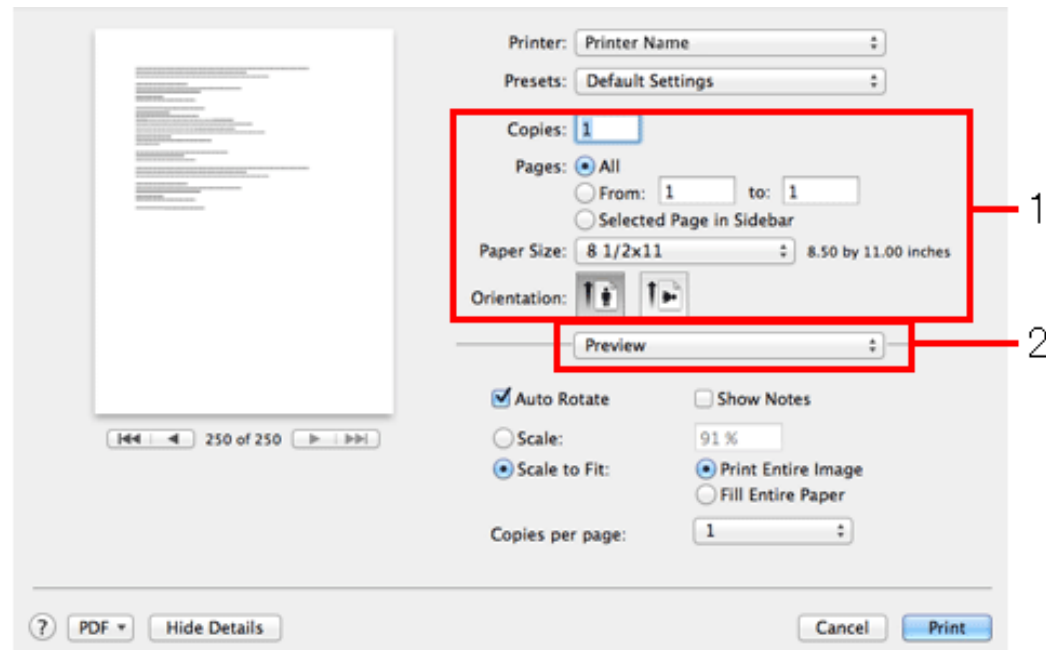 Printer: Printer Name
Presets: Default Settings
Copies: 1
Pages: All
From: 1 to: 1
Selected Page in Sidebar
Paper Size: 8 1/2x11 8.50 by 11.00 inches
Orientation:
1
Preview
2
Auto Rotate Show Notes
250 of 250
Scale: 91 %
Scale to Fit: Print Entire Image
Fill Entire Paper
Copies per page: 1
? PDF Hide Details Cancel Print